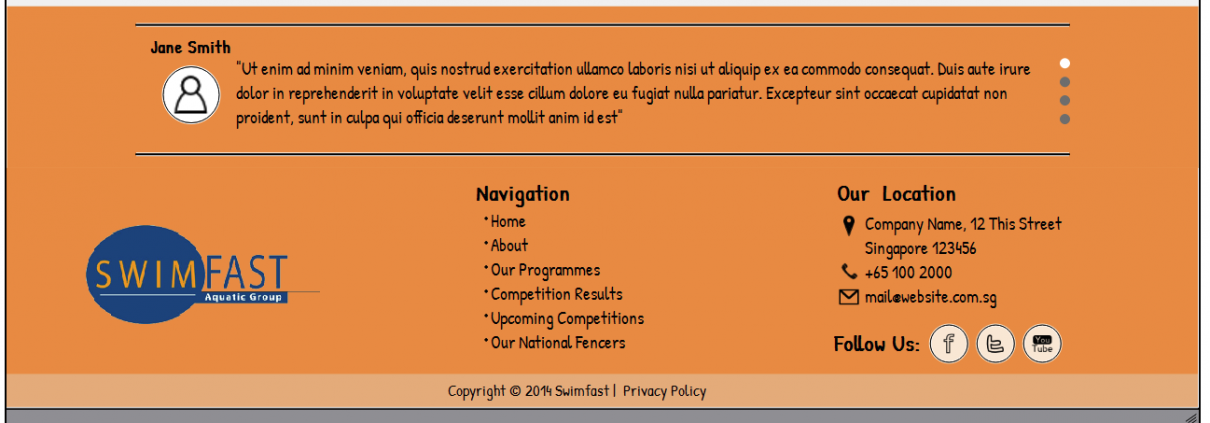 Jane Smith
"Ut enim ad minim veniam, quis nostrud exercitation ullamco laboris nisi ut aliquip ex ea commodo consequat. Duis aute irure
dolor in reprehenderit in voluptate velit esse cillum dolore eu fugiat nulla pariatur. Excepteur sint occaecat cupidatat non
proident, sunt in culpa qui officia deserunt mollit anim id est"
SWIMFAST
Aquatic Group
Navigation
• Home
• About
• Our Programmes
• Competition Results
• Upcoming Competitions
• Our National Fencers
Our Location
Company Name, 12 This Street
Singapore 123456
+65 100 2000
mail@website.com.sg
Follow Us: f t You
Tube
Copyright © 2014 Swimfast | Privacy Policy